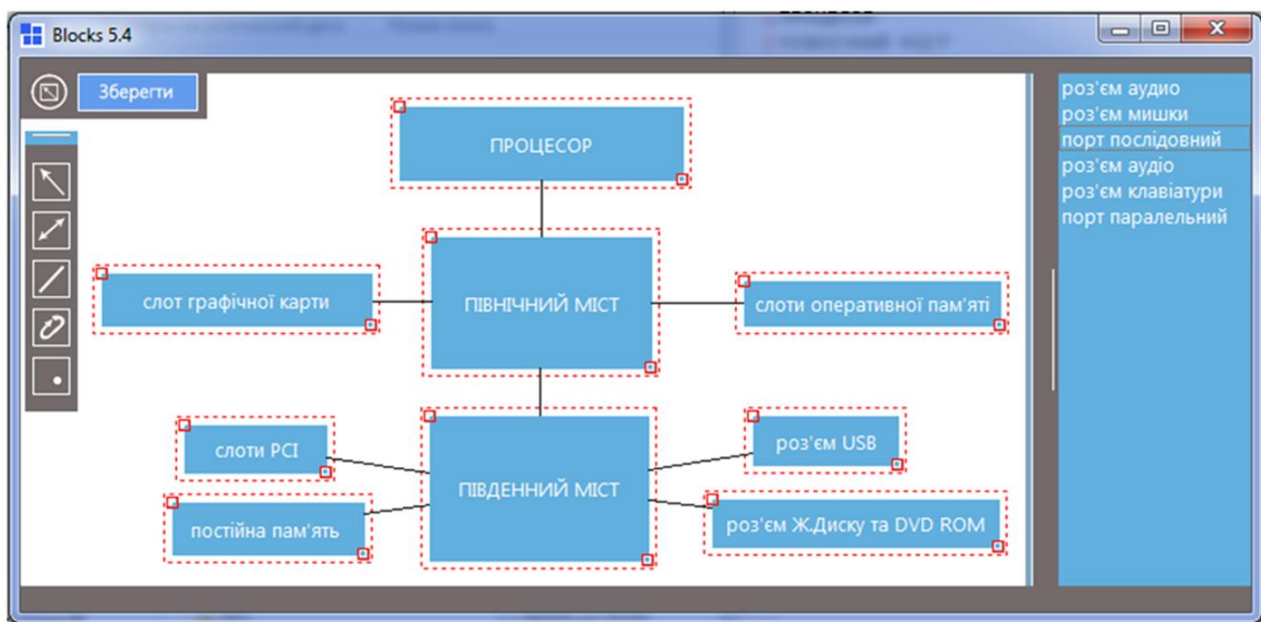 Blocks 5.4
Зберегти
ПРОЦЕСОР
слот графічної карти
ПІВНІЧНИЙ МІСТ
слоти оперативної пам'яті
слоти PCI
ПІВДЕННИЙ МІСТ
роз'єм USB
постійна пам'ять
роз'єм Ж.Диску та DVD ROM
роз'єм аудио
роз'єм мишки
порт послідовний
роз'єм аудіо
роз'єм клавіатури
порт паралельний